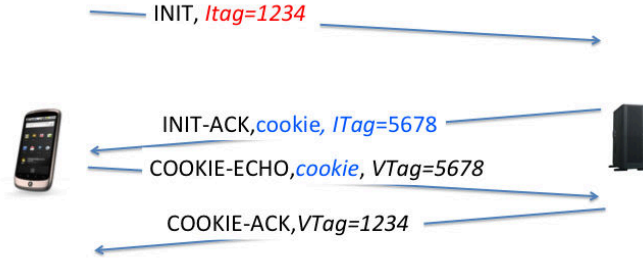 INIT, Itag=1234
INIT-ACK,cookie, ITag=5678
COOKIE-ECHO,cookie, VTag=5678
COOKIE-ACK,VTag=1234